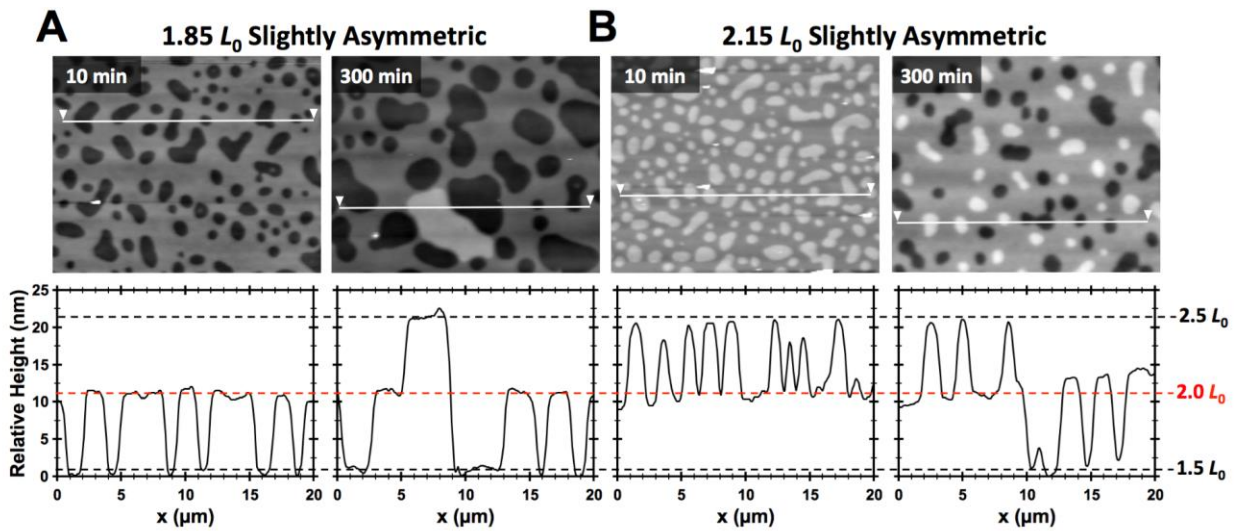 A
1.85 L0 Slightly Asymmetric
B
2.15 L0 Slightly Asymmetric
10 min
300 min
10 min
300 min
Relative Height (nm)
25
20
15
10
5
0
2.5 L0
2.0 L0
1.5 L0
0 5 10 15 20
0 5 10 15 20
0 5 10 15 20
0 5 10 15 20
x (μm)
x (μm)
x (μm)
x (μm)